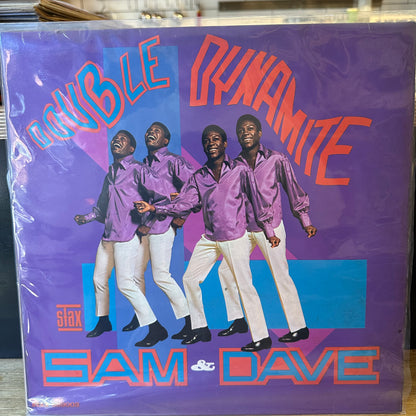 DOUBLE DYNAMITE
stax
SAM & DAVE